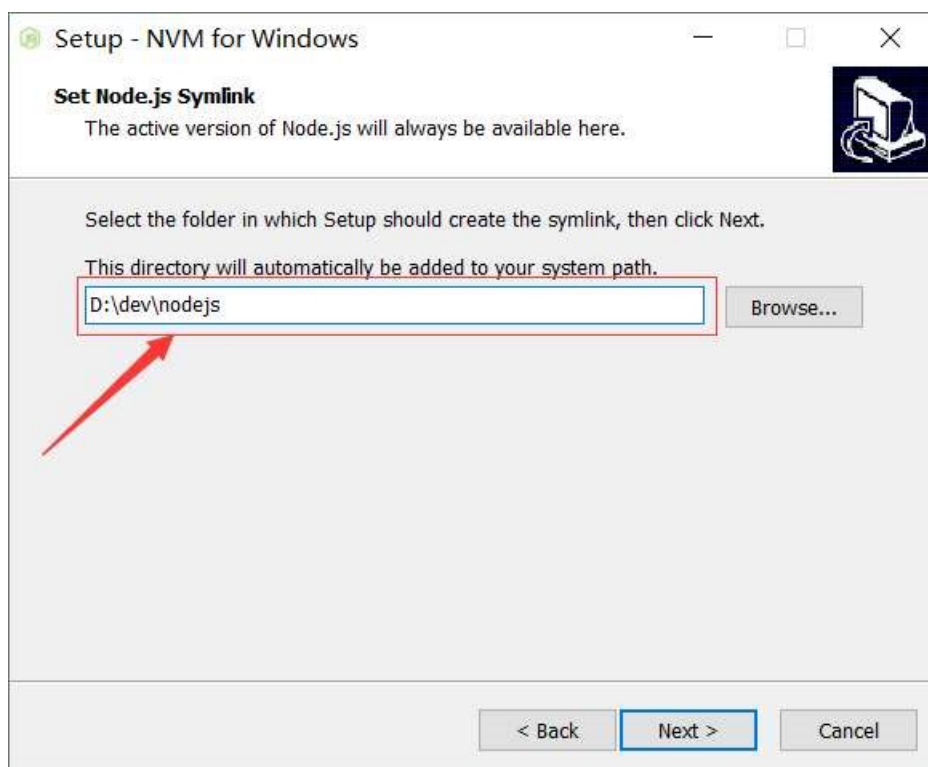 Setup - NVM for Windows
Set Node.js Symlink
The active version of Node.js will always be available here.
Select the folder in which Setup should create the symlink, then click Next.
This directory will automatically be added to your system path.
D:\dev\nodejs
Browse...
< Back
Next >
Cancel